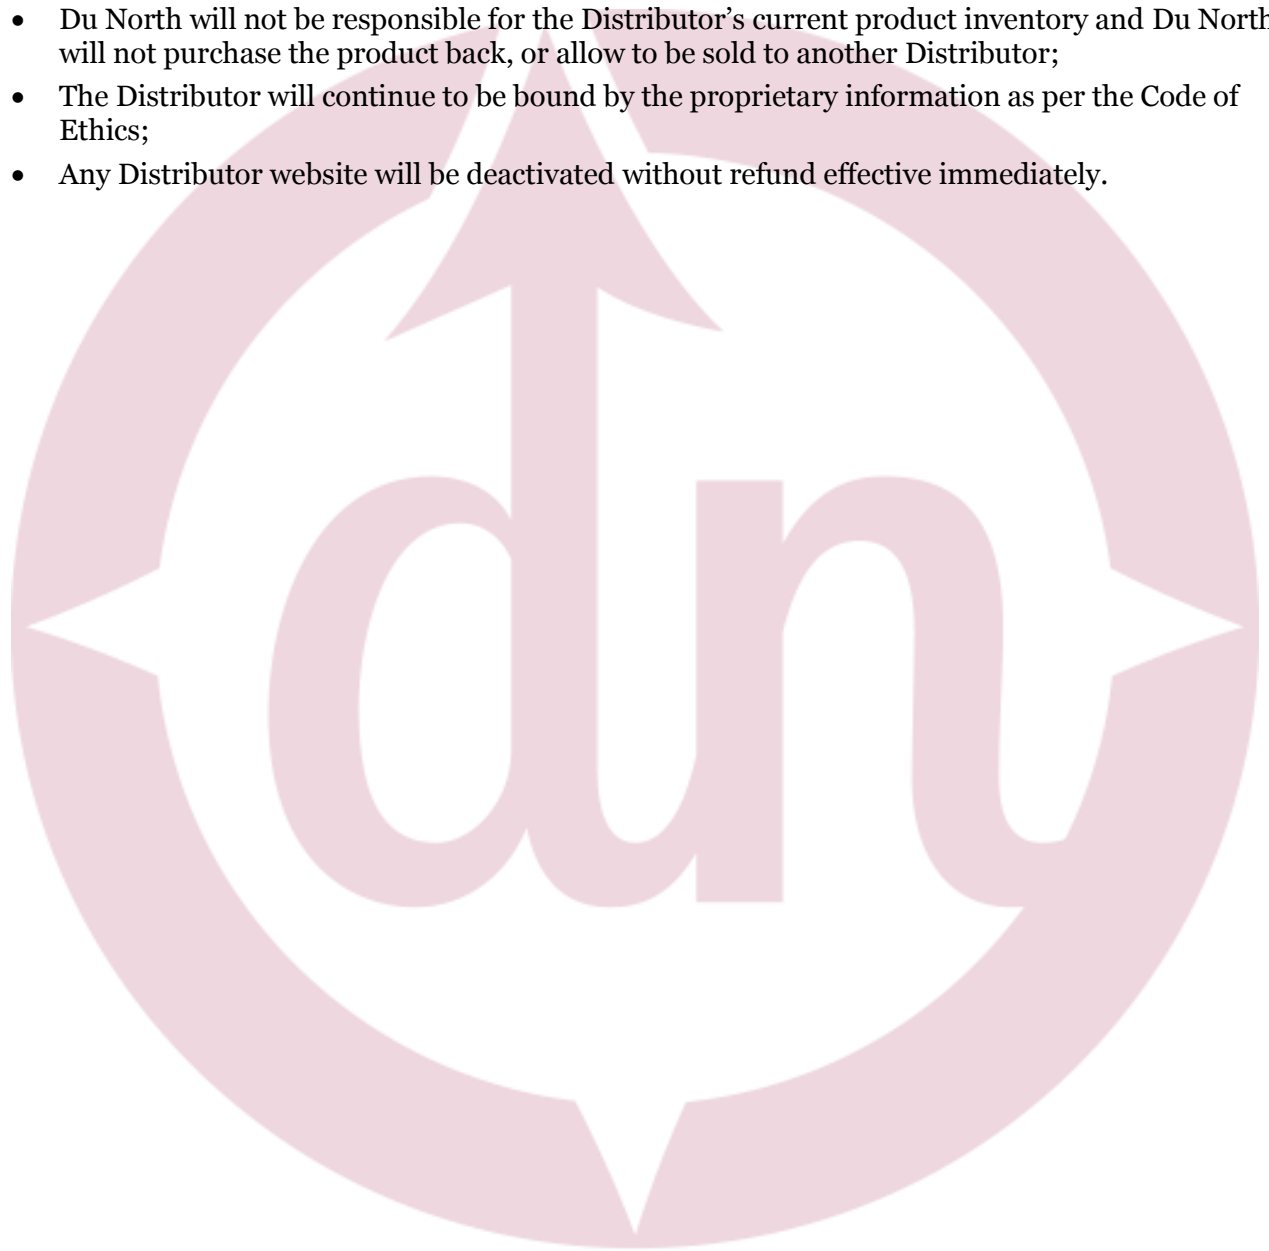 • Du North will not be responsible for the Distributor’s current product inventory and Du North
will not purchase the product back, or allow to be sold to another Distributor;
• The Distributor will continue to be bound by the proprietary information as per the Code of
Ethics;
• Any Distributor website will be deactivated without refund effective immediately.
dn